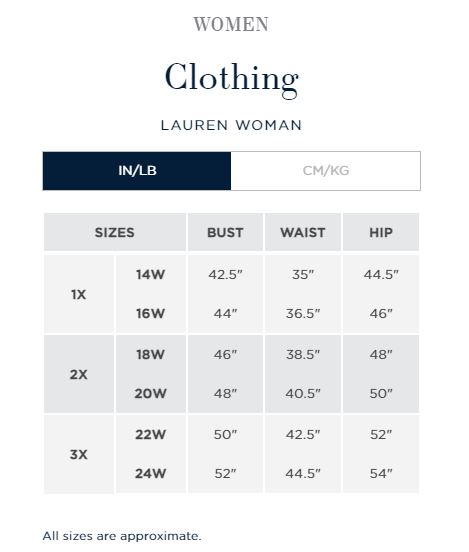 WOMEN
Clothing
LAUREN WOMAN
IN/LB CM/KG
SIZES BUST WAIST HIP
1X
14W 42.5" 35" 44.5"
16W 44" 36.5" 46"
2X
18W 46" 38.5" 48"
20W 48" 40.5" 50"
3X
22W 50" 42.5" 52"
24W 52" 44.5" 54"
All sizes are approximate.